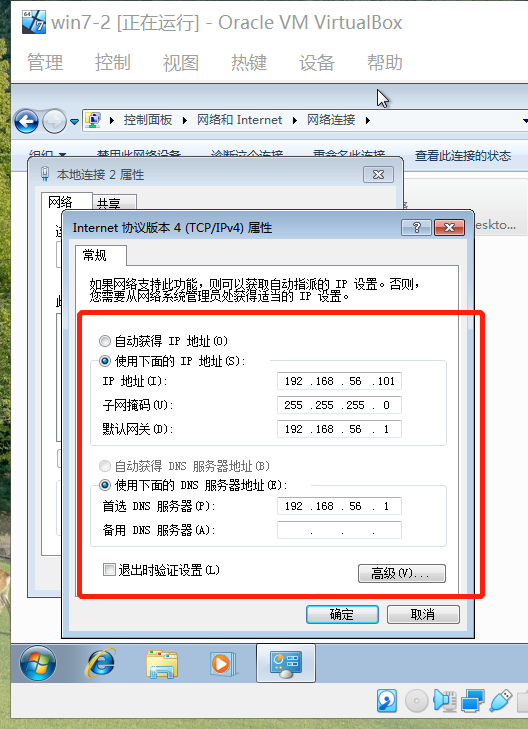 win7-2 [正在运行] - Oracle VM VirtualBox
管理 控制 视图 热键 设备 帮助
控制面板 网络和 Internet 网络连接
组织 禁用此网络设备 诊断这个连接 重命名此连接 查看此连接的状态
本地连接 2 属性
网络 共享
eskto...
Internet 协议版本 4 (TCP/IPv4) 属性
常规
如果网络支持此功能，则可以获取自动指派的 IP 设置。否则，
您需要从网络系统管理员处获得适当的 IP 设置。
自动获得 IP 地址(O)
使用下面的 IP 地址(S):
IP 地址(I): 192 .168 .56 .101
子网掩码(U): 255 .255 .255 . 0
默认网关(D): 192 .168 .56 . 1
自动获得 DNS 服务器地址(B)
使用下面的 DNS 服务器地址(E):
首选 DNS 服务器(P): 192 .168 .56 . 1
备用 DNS 服务器(A): . . .
退出时验证设置(L)
高级(V)...
确定 取消